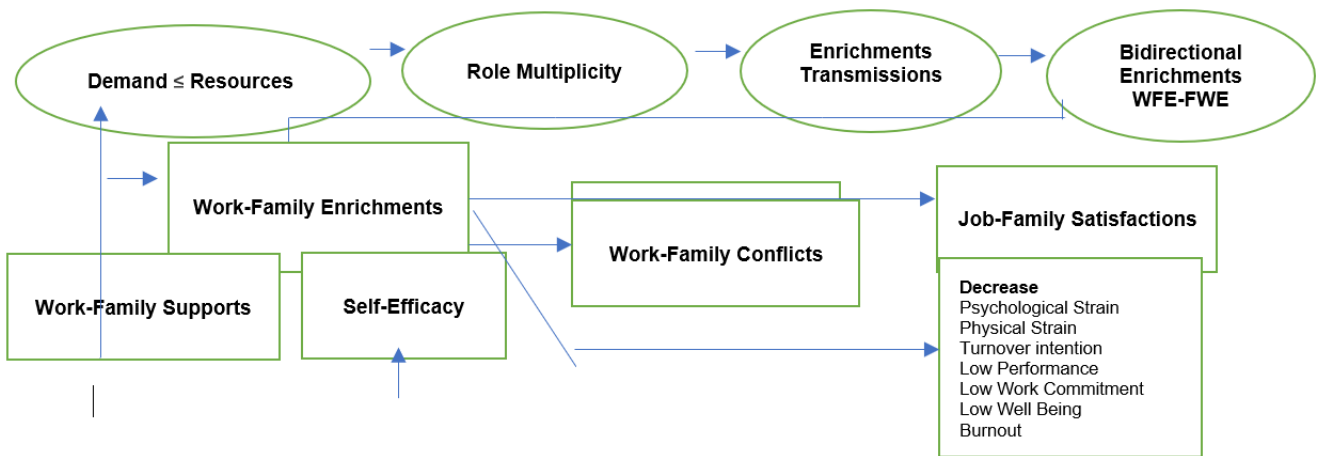 Demand ≤ Resources
Role Multiplicity
Enrichments
Transmissions
Bidirectional
Enrichments
WFE-FWE
Work-Family Enrichments
Job-Family Satisfactions
Work-Family Conflicts
Work-Family Supports
Self-Efficacy
Decrease
Psychological Strain
Physical Strain
Turnover intention
Low Performance
Low Work Commitment
Low Well Being
Burnout